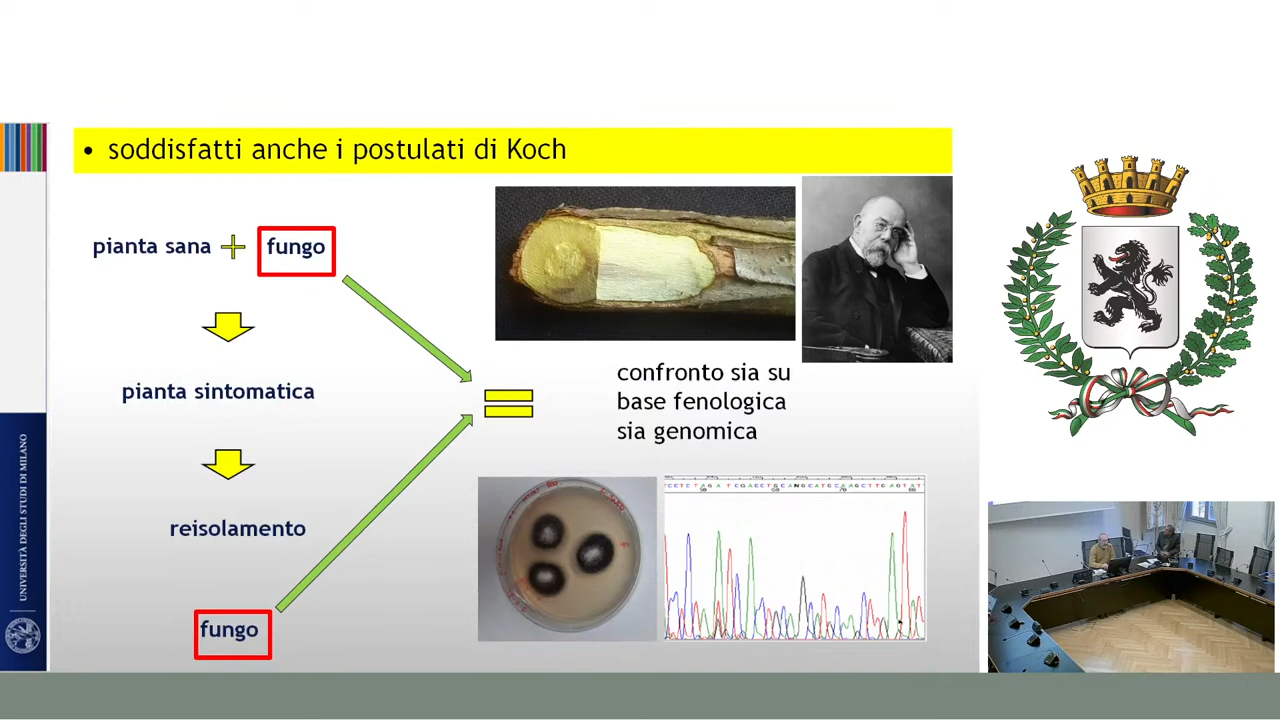 • soddisfatti anche i postulati di Koch
pianta sana
fungo
pianta sintomatica
reisolamento
fungo
confronto sia su
base fenologica
sia genomica
UNIVERSITÀ DEGLI STUDI DI MILANO